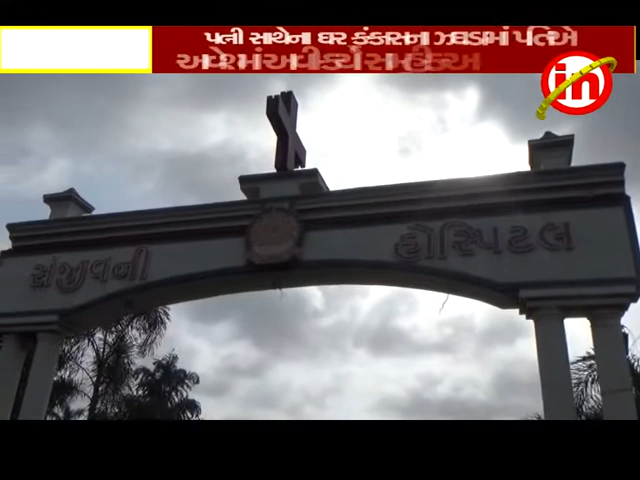 પત્ની સાથેના ઘર કંકાસના ઝઘડામાં પતિએ
in
સંજીવની હોસ્પિટલ